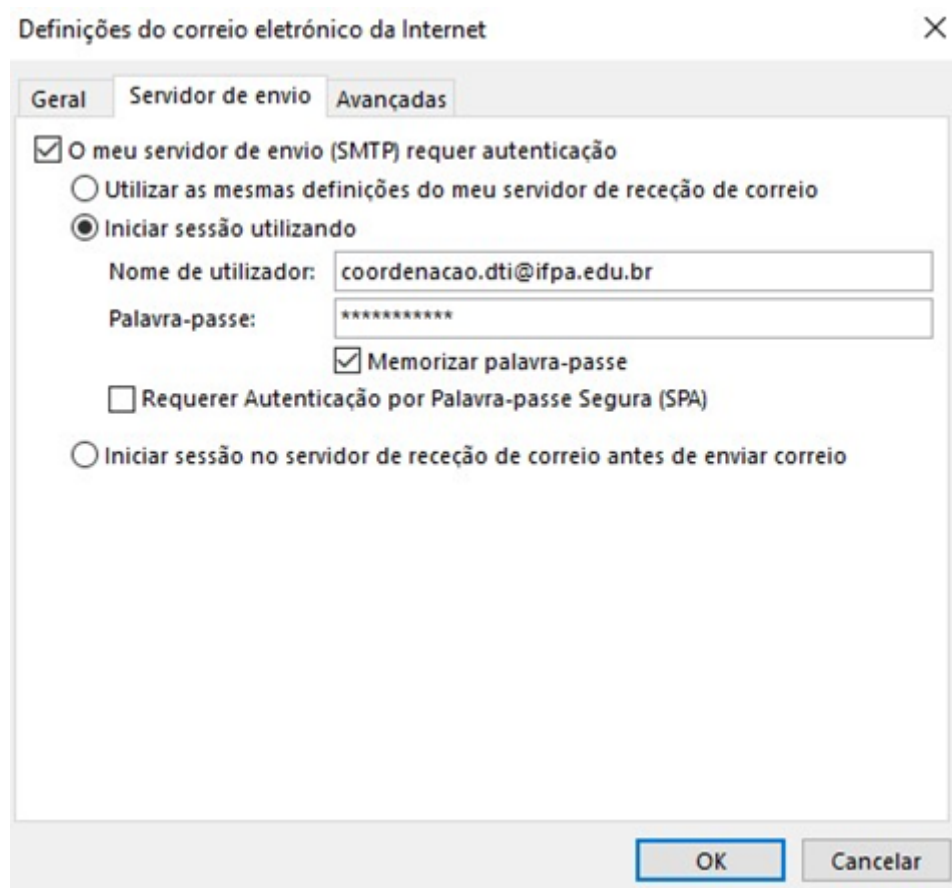 Definições do correio eletrónico da Internet
Geral Servidor de envio Avançadas
O meu servidor de envio (SMTP) requer autenticação
Utilizar as mesmas definições do meu servidor de receção de correio
Iniciar sessão utilizando
Nome de utilizador: coordenacao.dti@ifpa.edu.br
Palavra-passe: ***********
Memorizar palavra-passe
Requerer Autenticação por Palavra-passe Segura (SPA)
Iniciar sessão no servidor de receção de correio antes de enviar correio
OK Cancelar